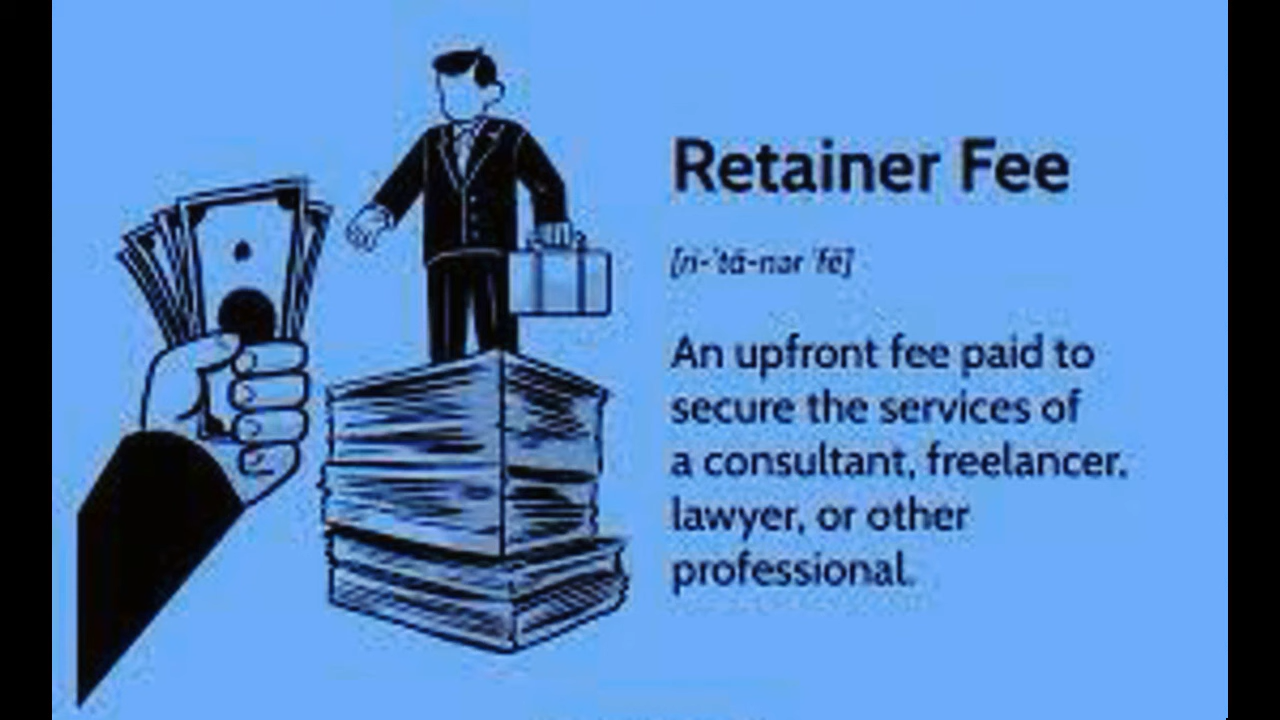 Retainer Fee
[ri-ˈtā-nər ˈfē]
An upfront fee paid to
secure the services of
a consultant, freelancer,
lawyer, or other
professional.